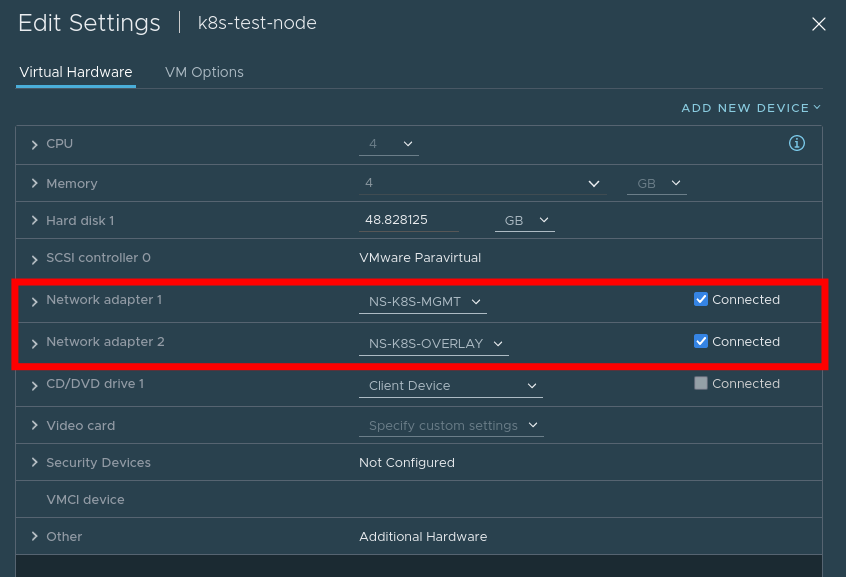 Edit Settings | k8s-test-node
Virtual Hardware VM Options
ADD NEW DEVICE
CPU 4
Memory 4 GB
Hard disk 1 48.828125 GB
SCSI controller 0 VMware Paravirtual
Network adapter 1 NS-K8S-MGMT Connected
Network adapter 2 NS-K8S-OVERLAY Connected
CD/DVD drive 1 Client Device Connected
Video card Specify custom settings
Security Devices Not Configured
VMCI device
Other Additional Hardware